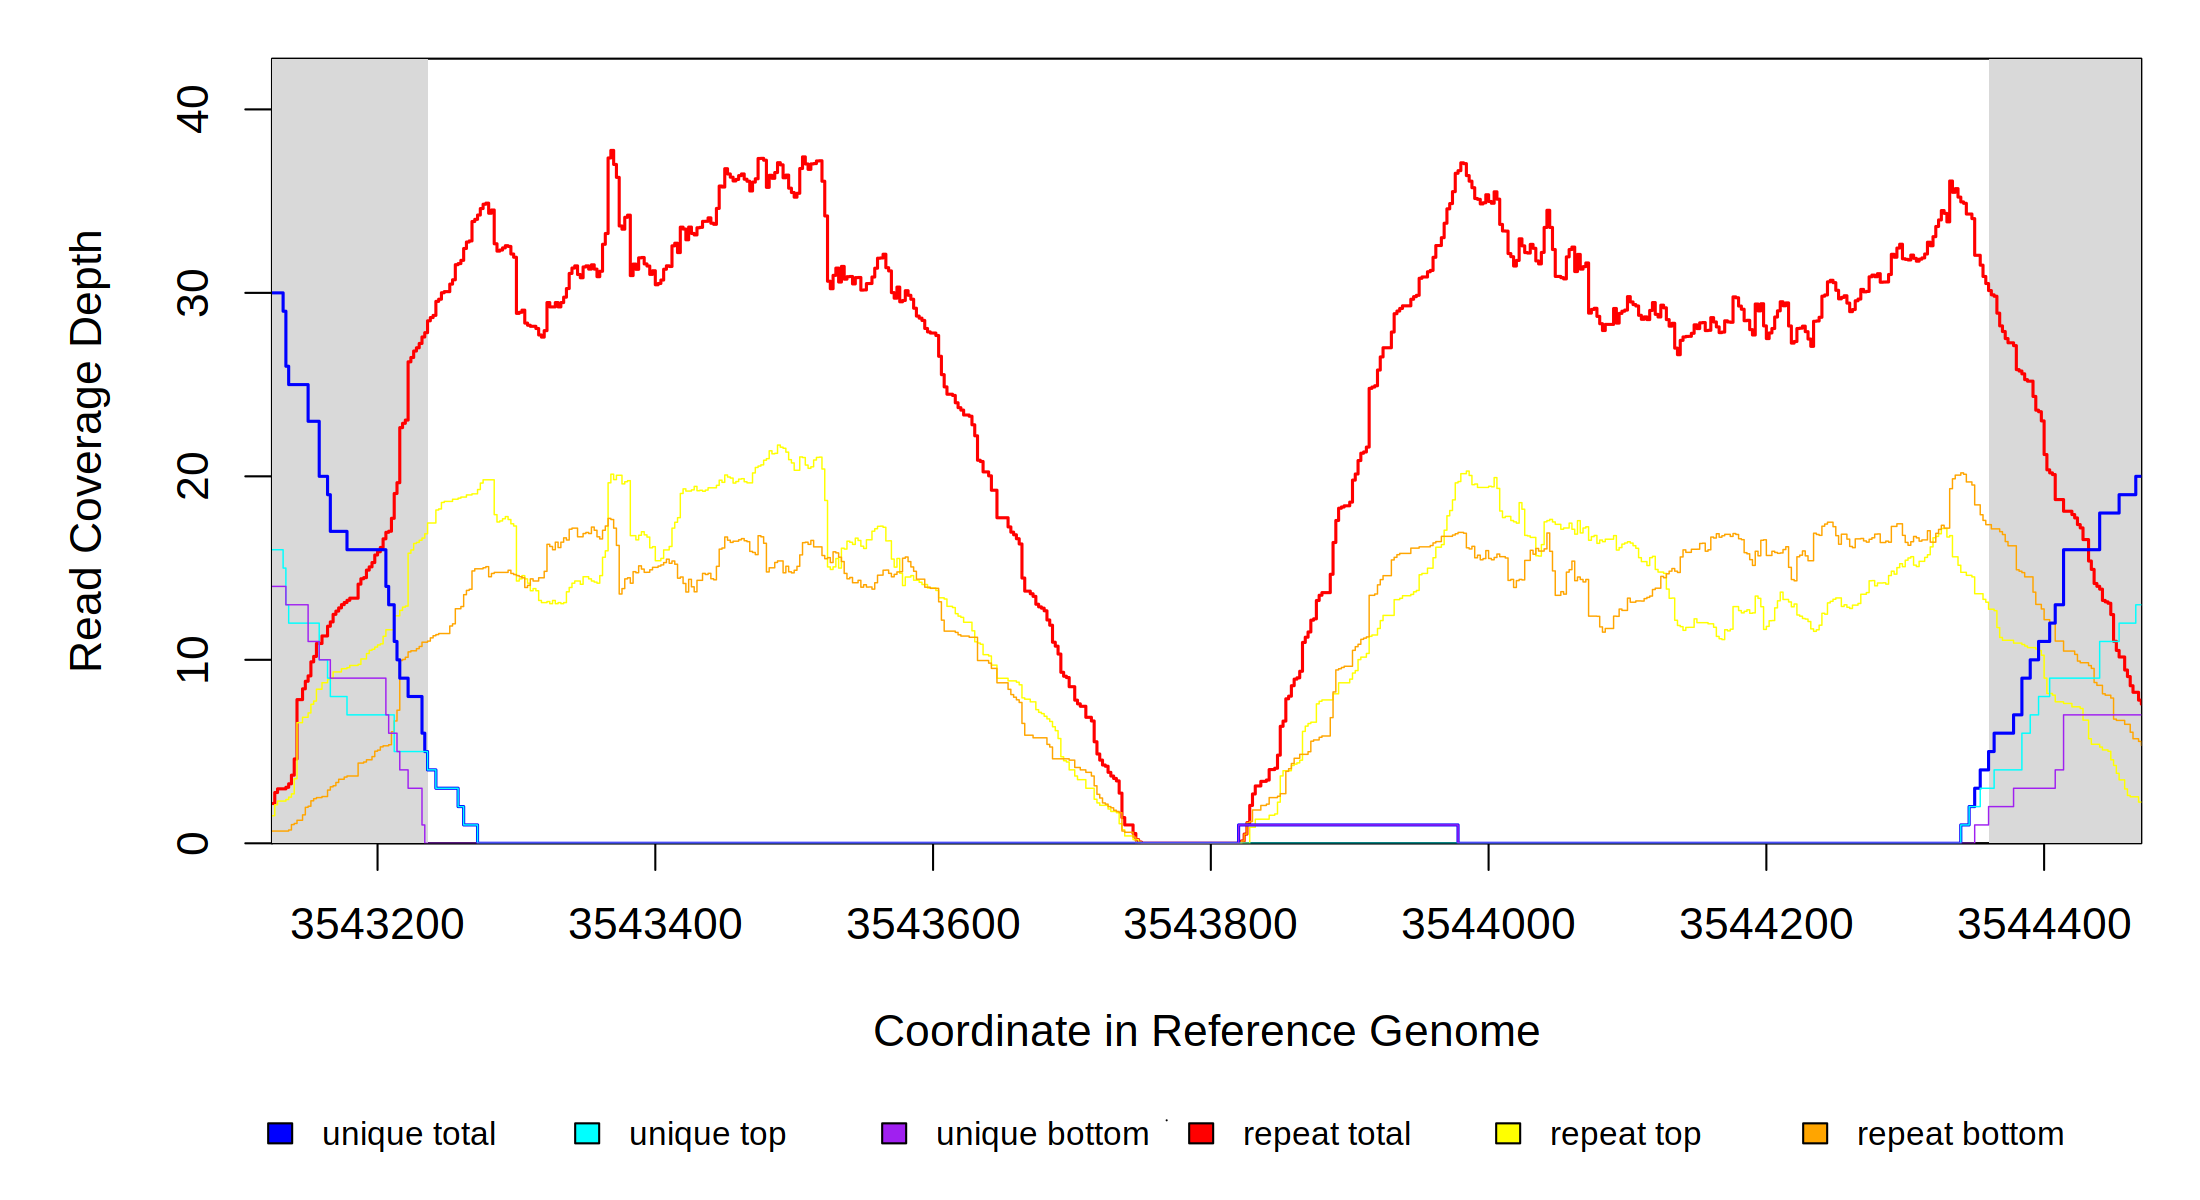 40
30
20
10
0
Read Coverage Depth
3543200 3543400 3543600 3543800 3544000 3544200 3544400
Coordinate in Reference Genome
unique total unique top unique bottom repeat total repeat top repeat bottom